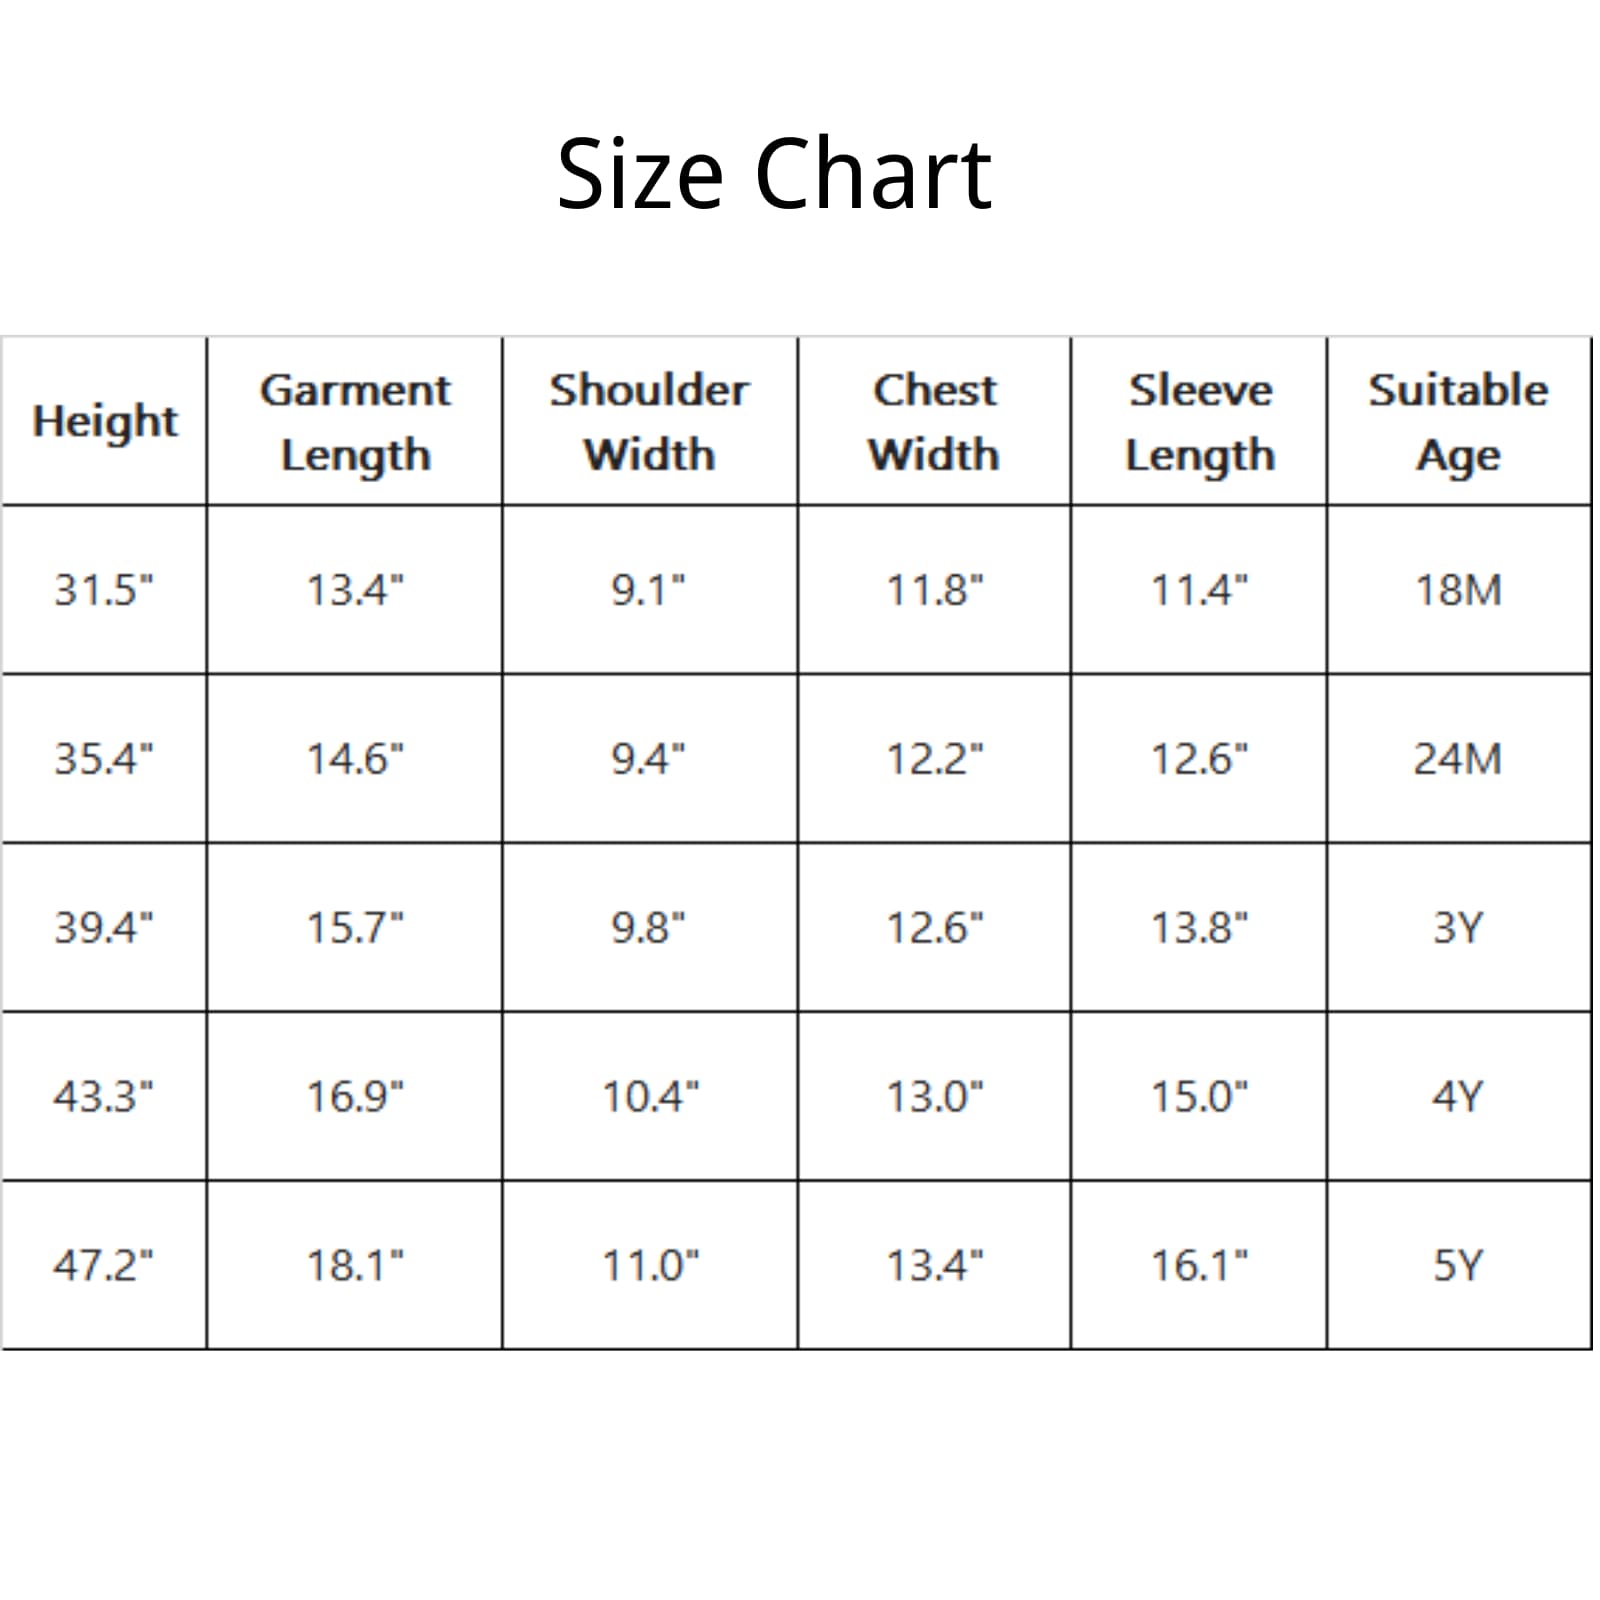 Size Chart
Height Garment Length Shoulder Width Chest Width Sleeve Length Suitable Age
31.5" 13.4" 9.1" 11.8" 11.4" 18M
35.4" 14.6" 9.4" 12.2" 12.6" 24M
39.4" 15.7" 9.8" 12.6" 13.8" 3Y
43.3" 16.9" 10.4" 13.0" 15.0" 4Y
47.2" 18.1" 11.0" 13.4" 16.1" 5Y